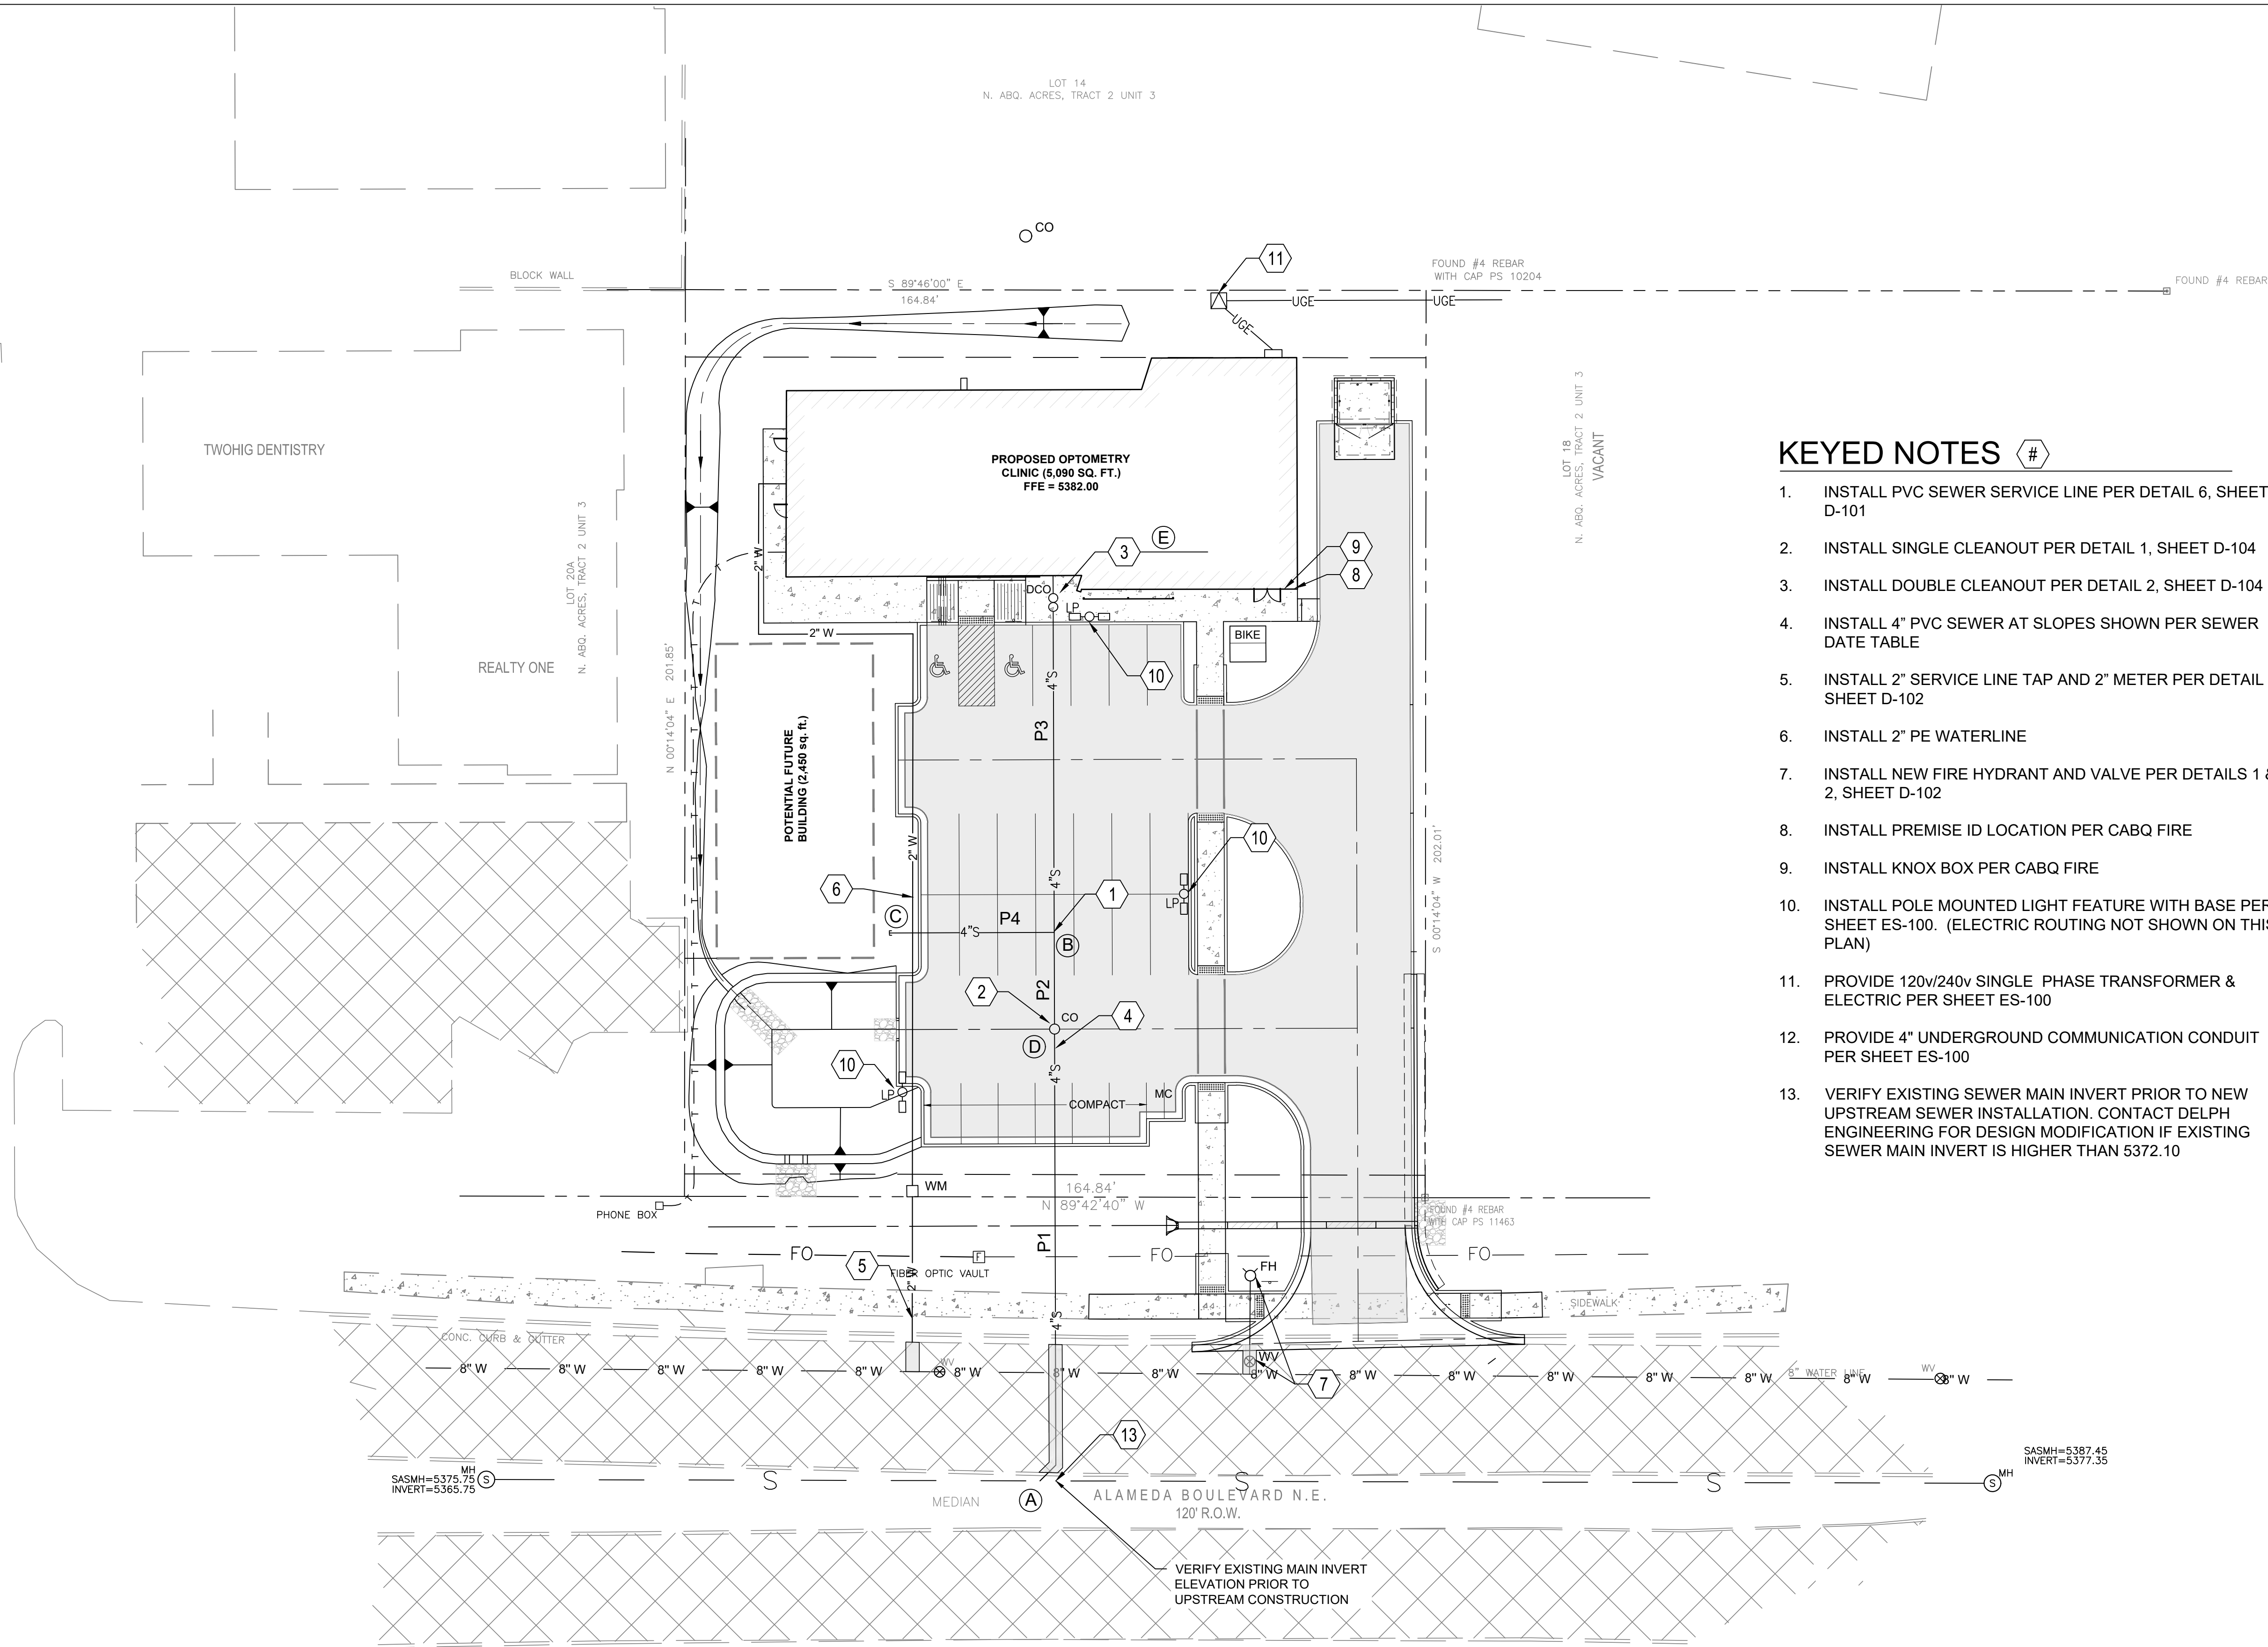 LOT 14
N. ABQ. ACRES, TRACT 2 UNIT 3
CO
11
BLOCK WALL
S 89°46'00" E
164.84'
FOUND #4 REBAR
WITH CAP PS 10204
FOUND #4 REBAR
UGE
UGE
UGE
TWOHIG DENTISTRY
PROPOSED OPTOMETRY
CLINIC (5,090 SQ. FT.)
FFE = 5382.00
LOT 18
N. ABQ. ACRES, TRACT 2 UNIT 3
VACANT
LOT 20A
N. ABQ. ACRES, TRACT 2 UNIT 3
REALTY ONE
N 00°14'04" E 201.85'
2" W
3
E
9
8
DCO
LP
2" W
BIKE
10
4"S
P3
POTENTIAL FUTURE
BUILDING (2,450 sq. ft.)
2" W
10
S 00°14'04" W 202.01'
6
4"S
1
C
P4
LP
4"S
B
2
P2
CO
4
D
10
4"S
LP
COMPACT
MC
WM
164.84'
N 89°42'40" W
PHONE BOX
FOUND #4 REBAR
WITH CAP PS 11463
P1
FO
F
FO
FO
5
FIBER OPTIC VAULT
2" W
FH
4"S
SIDEWALK
CONC. CURB & GUTTER
8" W
8" W
8" W
8" W
8" W
WV
8" W
8" W
8" W
WV
8" W
7
8" W
8" W
8" W
8" W
8" W
8" WATER LINE
8" W
WV
8" W
13
MH
SASMH=5375.75
INVERT=5365.75
S
S
A
MEDIAN
ALAMEDA BOULEVARD N.E.
120' R.O.W.
S
S
SASMH=5387.45
INVERT=5377.35
S
MH
VERIFY EXISTING MAIN INVERT
ELEVATION PRIOR TO
UPSTREAM CONSTRUCTION
KEYED NOTES #
1. INSTALL PVC SEWER SERVICE LINE PER DETAIL 6, SHEET
D-101
2. INSTALL SINGLE CLEANOUT PER DETAIL 1, SHEET D-104
3. INSTALL DOUBLE CLEANOUT PER DETAIL 2, SHEET D-104
4. INSTALL 4” PVC SEWER AT SLOPES SHOWN PER SEWER
DATE TABLE
5. INSTALL 2” SERVICE LINE TAP AND 2” METER PER DETAIL
SHEET D-102
6. INSTALL 2” PE WATERLINE
7. INSTALL NEW FIRE HYDRANT AND VALVE PER DETAILS 1 &
2, SHEET D-102
8. INSTALL PREMISE ID LOCATION PER CABQ FIRE
9. INSTALL KNOX BOX PER CABQ FIRE
10. INSTALL POLE MOUNTED LIGHT FEATURE WITH BASE PER
SHEET ES-100. (ELECTRIC ROUTING NOT SHOWN ON THIS
PLAN)
11. PROVIDE 120v/240v SINGLE PHASE TRANSFORMER &
ELECTRIC PER SHEET ES-100
12. PROVIDE 4" UNDERGROUND COMMUNICATION CONDUIT
PER SHEET ES-100
13. VERIFY EXISTING SEWER MAIN INVERT PRIOR TO NEW
UPSTREAM SEWER INSTALLATION. CONTACT DELPH
ENGINEERING FOR DESIGN MODIFICATION IF EXISTING
SEWER MAIN INVERT IS HIGHER THAN 5372.10